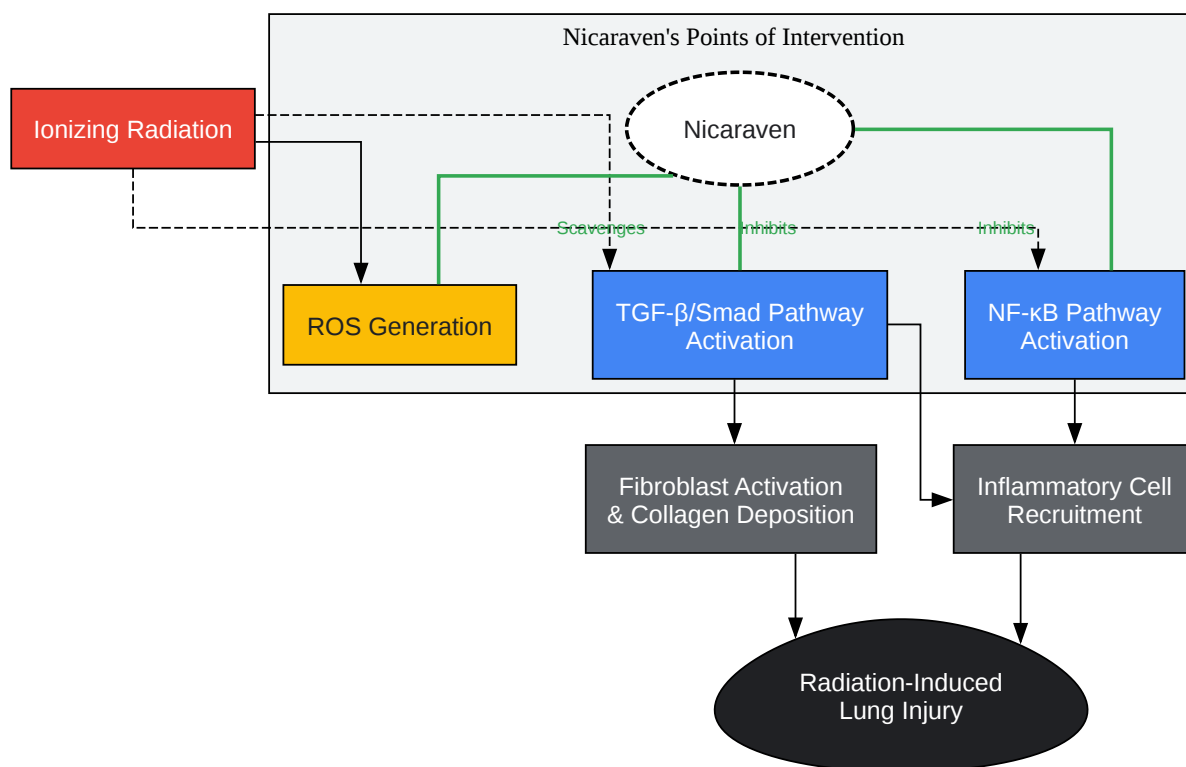 Nicaraven's Points of Intervention
Ionizing Radiation
Nicaraven
Scavenges
Inhibits
Inhibits
ROS Generation
TGF-β/Smad Pathway
Activation
NF-κB Pathway
Activation
Fibroblast Activation
& Collagen Deposition
Inflammatory Cell
Recruitment
Radiation-Induced
Lung Injury